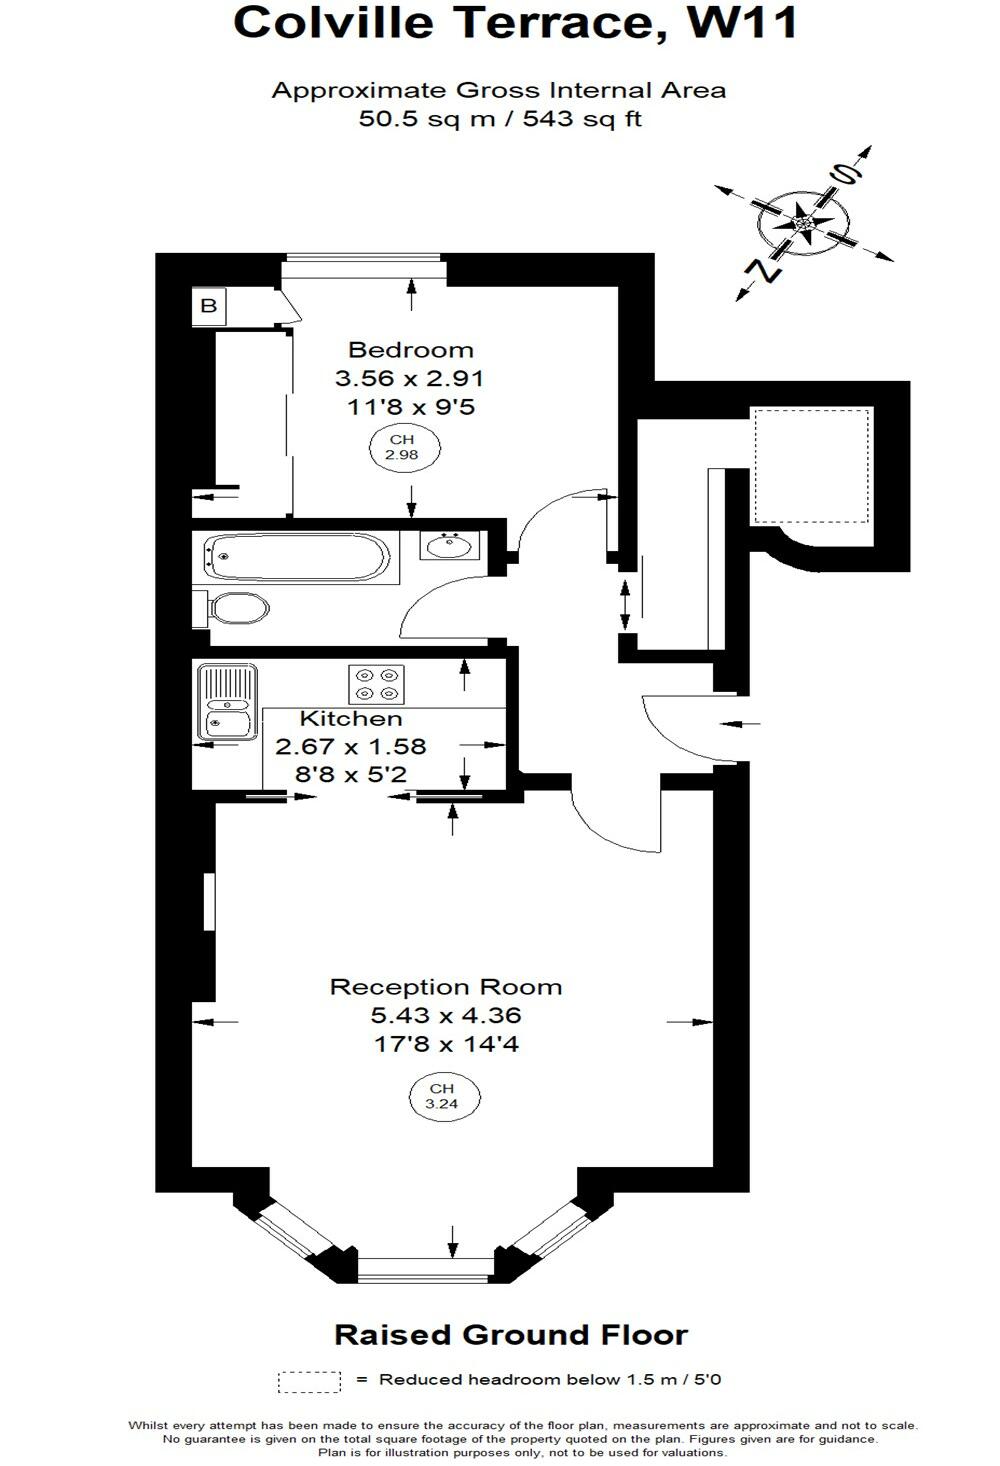 Colville Terrace, W11
Approximate Gross Internal Area
50.5 sq m / 543 sq ft
S
N
B
Bedroom
3.56 x 2.91
11'8 x 9'5
CH
2.98
Kitchen
2.67 x 1.58
8'8 x 5'2
Reception Room
5.43 x 4.36
17'8 x 14'4
CH
3.24
Raised Ground Floor
= Reduced headroom below 1.5 m / 5'0
Whilst every attempt has been made to ensure the accuracy of the floor plan, measurements are approximate and not to scale.
No guarantee is given on the total square footage of the property quoted on the plan. Figures given are for guidance.
Plan is for illustration purposes only, not to be used for valuations.